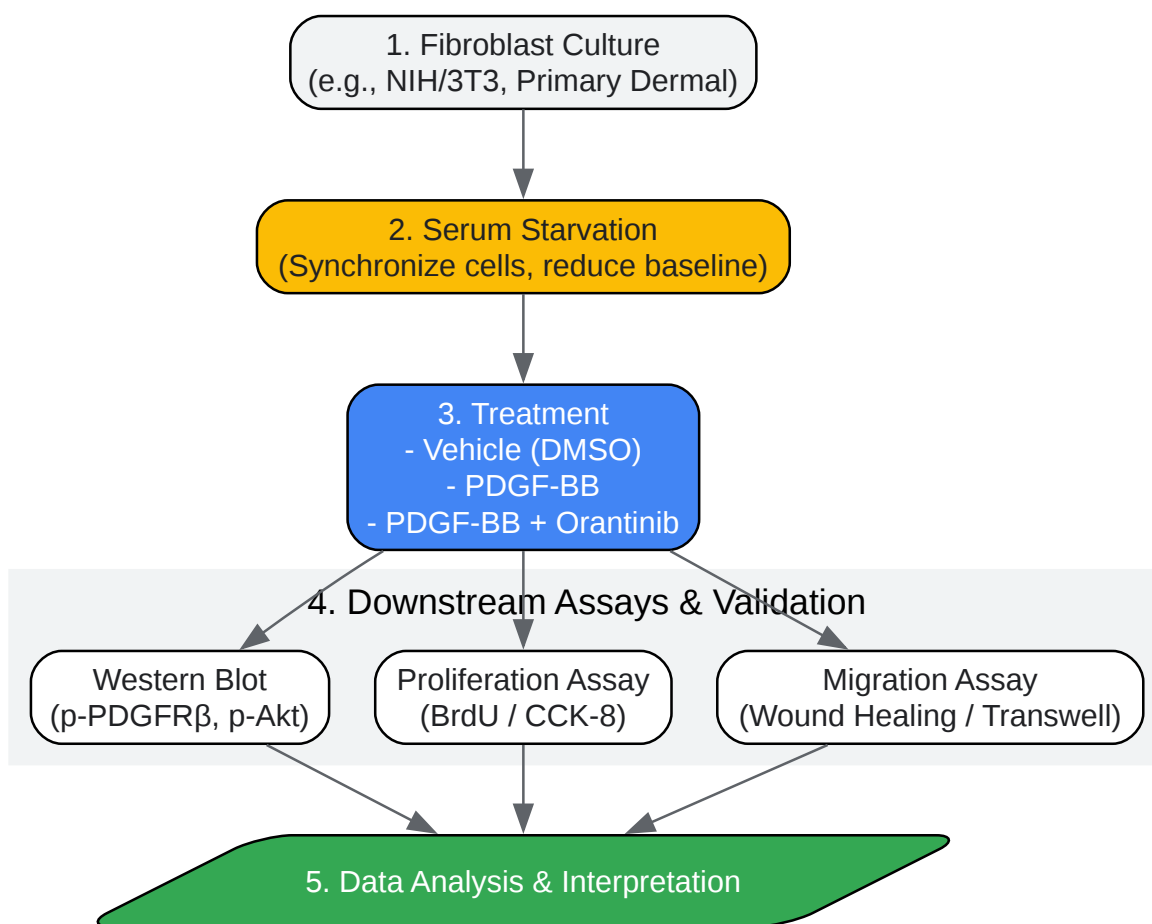 1. Fibroblast Culture
(e.g., NIH/3T3, Primary Dermal)
2. Serum Starvation
(Synchronize cells, reduce baseline)
3. Treatment
- Vehicle (DMSO)
- PDGF-BB
- PDGF-BB + Orantinib
4. Downstream Assays & Validation
Western Blot
(p-PDGFRβ, p-Akt)
Proliferation Assay
(BrdU / CCK-8)
Migration Assay
(Wound Healing / Transwell)
5. Data Analysis & Interpretation